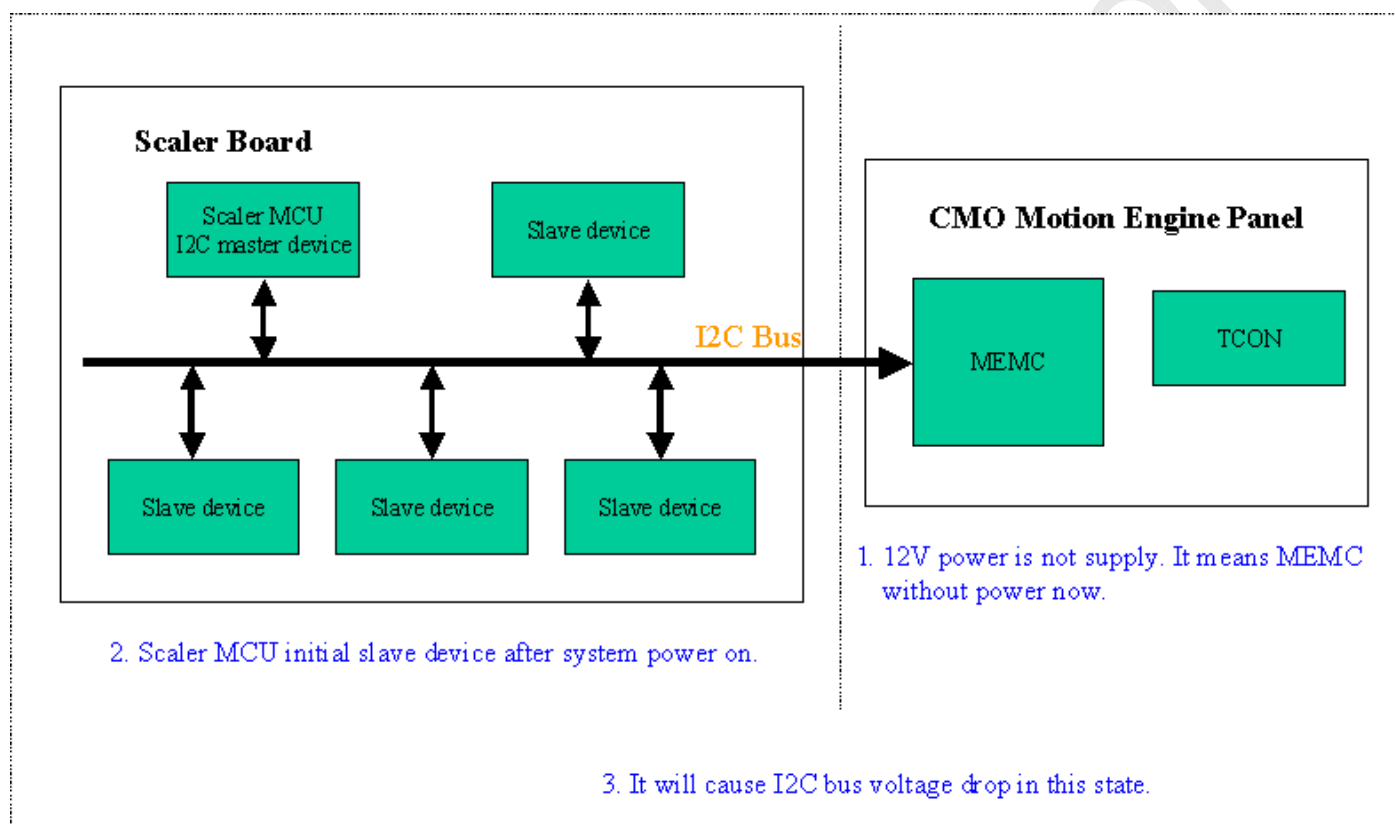 Scaler Board
Scaler MCU
I2C master device
Slave device
I2C Bus
Slave device
Slave device
Slave device
CMO Motion Engine Panel
MEMC
TCON
1. 12V power is not supply. It means MEMC
without power now.
2. Scaler MCU initial slave device after system power on.
3. It will cause I2C bus voltage drop in this state.